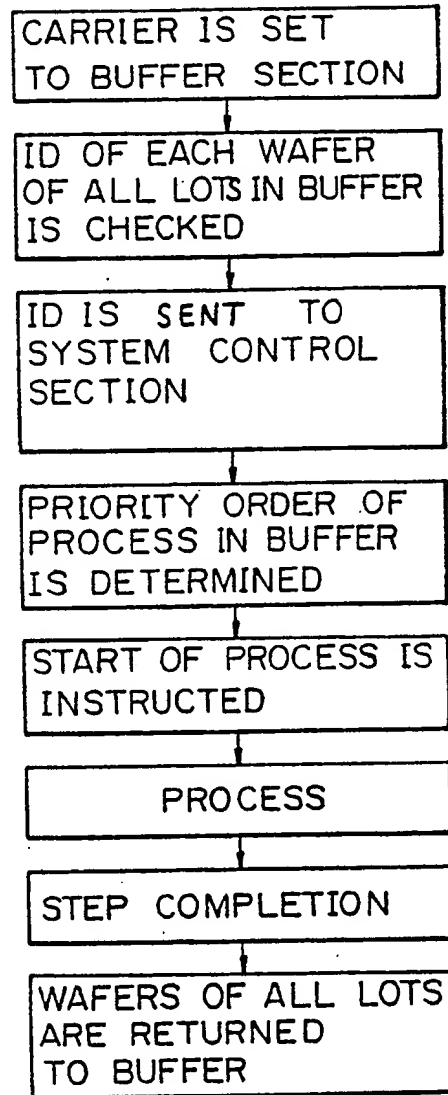 CARRIER IS SET
TO BUFFER SECTION
ID OF EACH WAFER
OF ALL LOTS IN BUFFER
IS CHECKED
ID IS SENT TO
SYSTEM CONTROL
SECTION
PRIORITY ORDER OF
PROCESS IN BUFFER
IS DETERMINED
START OF PROCESS IS
INSTRUCTED
PROCESS
STEP COMPLETION
WAFERS OF ALL LOTS
ARE RETURNED
TO BUFFER